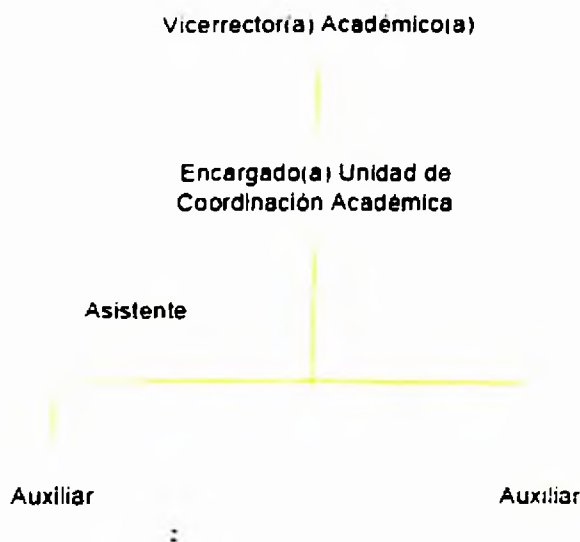 Vicerrector(a) Académico(a)
Encargado(a) Unidad de
Coordinación Académica
Asistente
Auxiliar
Auxiliar